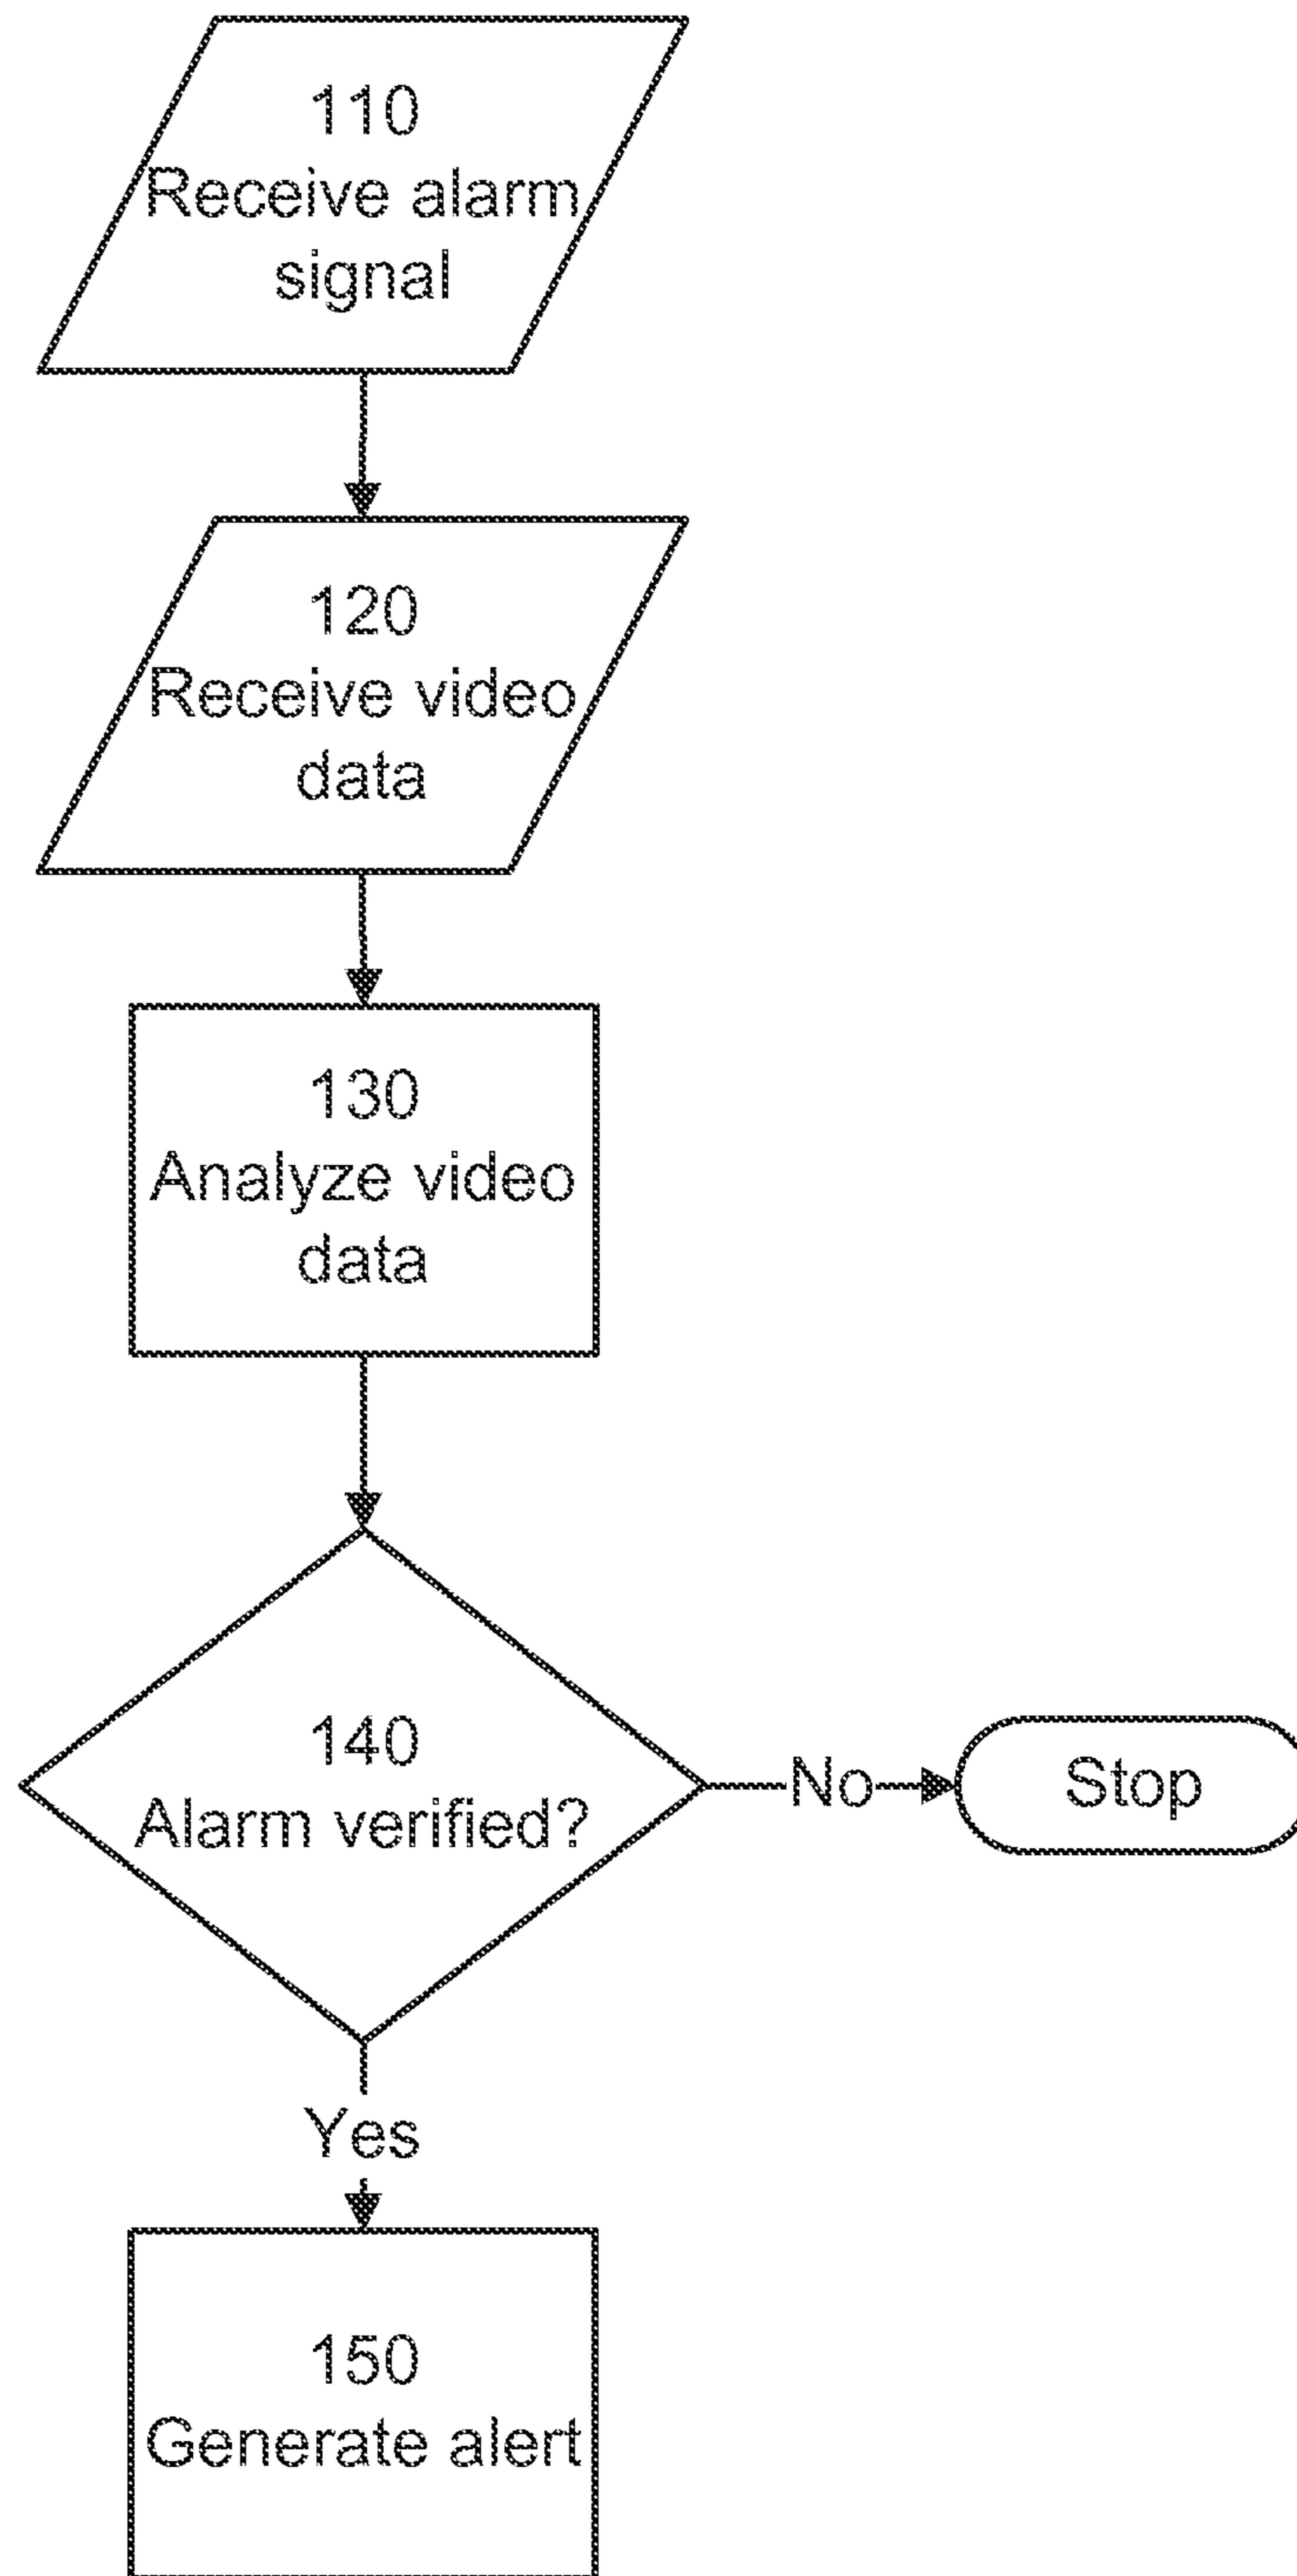 110
Receive alarm
signal
120
Receive video
data
130
Analyze video
data
140
Alarm verified?
No
Stop
Yes
150
Generate alert